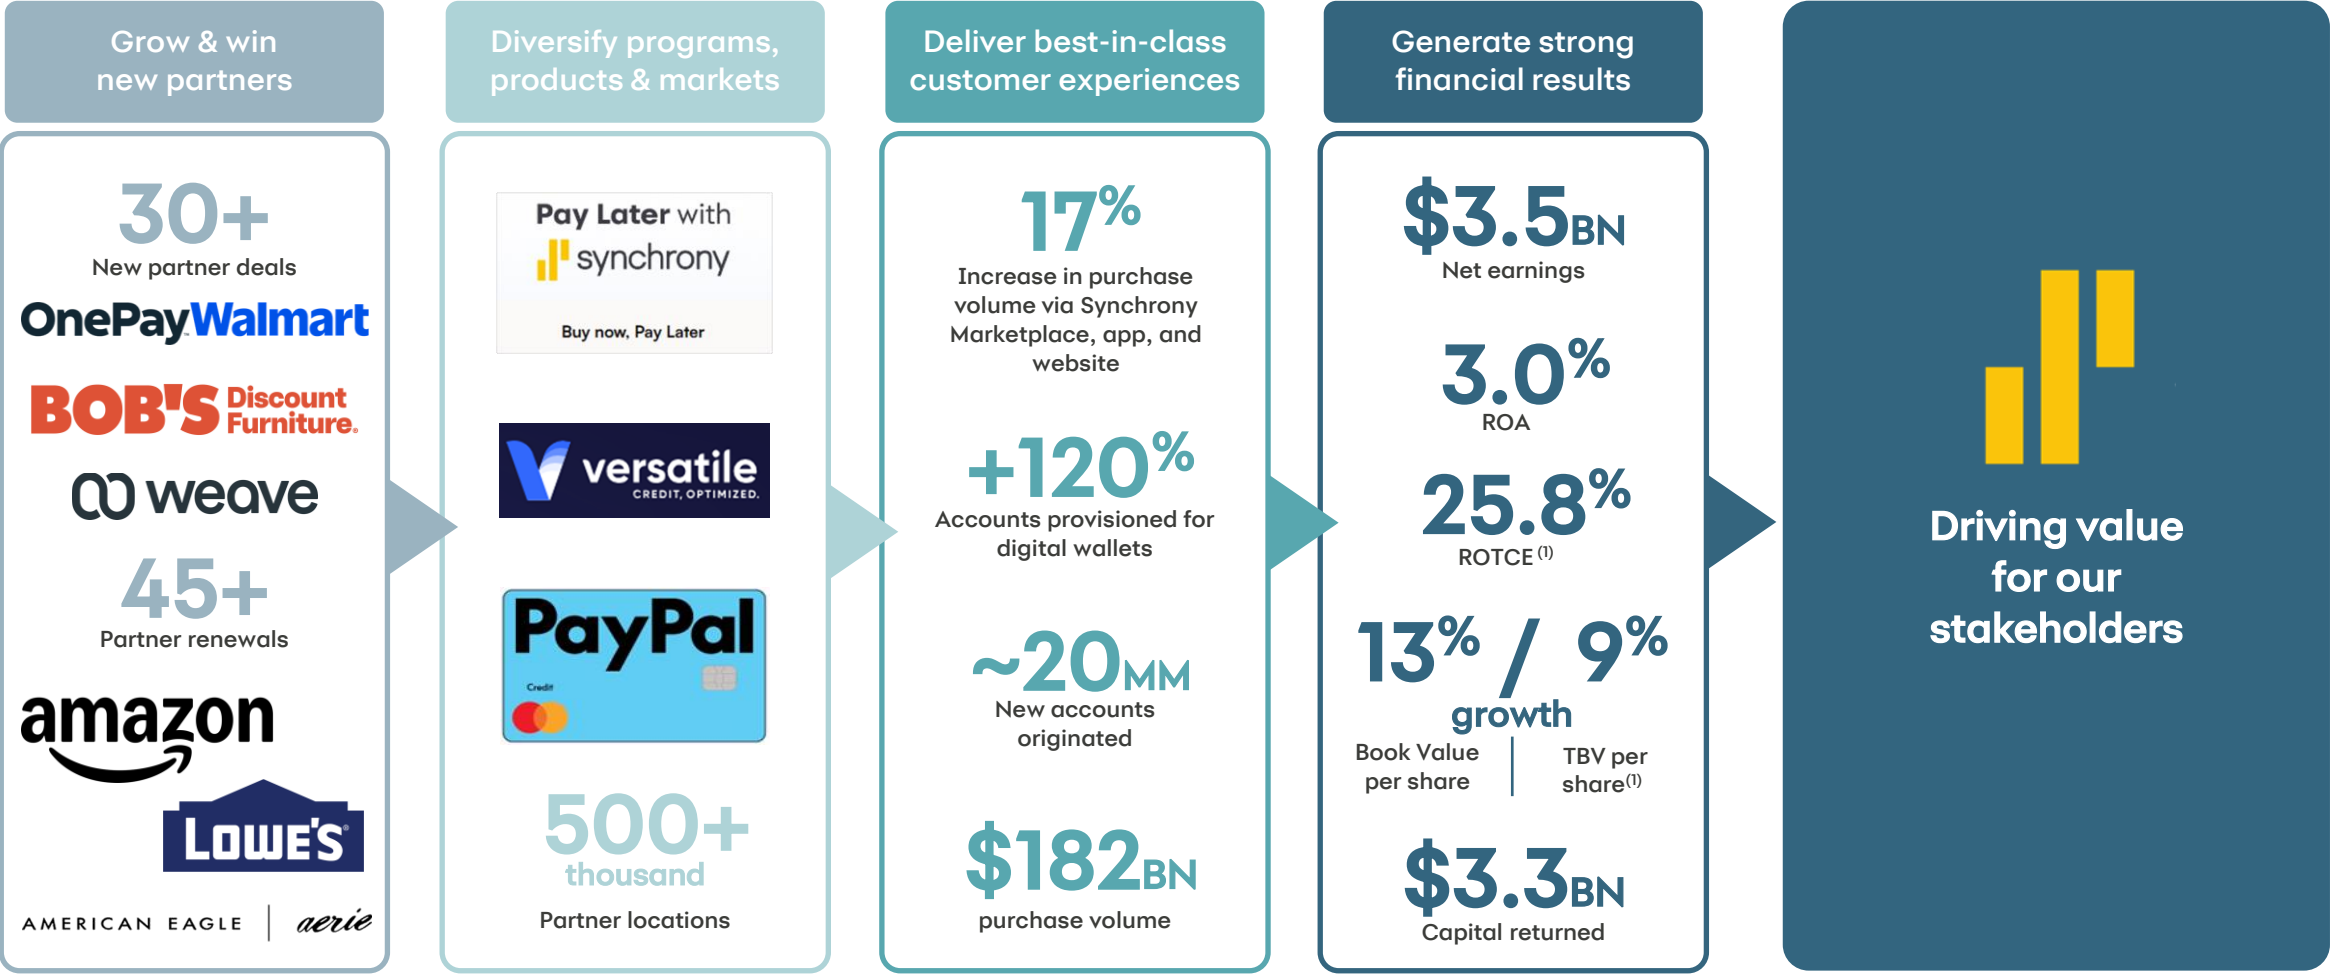 Grow & win
new partners
30+
New partner deals
OnePay Walmart
BOB'S Discount
Furniture.
weave
45+
Partner renewals
amazon
LOWE'S
AMERICAN EAGLE | aerie
Diversify programs,
products & markets
Pay Later with
synchrony
Buy now, Pay Later
versatile
CREDIT, OPTIMIZED.
PayPal
Credit
500+
thousand
Partner locations
Deliver best-in-class
customer experiences
17%
Increase in purchase
volume via Synchrony
Marketplace, app, and
website
+120%
Accounts provisioned for
digital wallets
~20MM
New accounts
originated
$182BN
purchase volume
Generate strong
financial results
$3.5BN
Net earnings
3.0%
ROA
25.8%
ROTCE (1)
13% / 9%
growth
Book Value
per share
TBV per
share(1)
$3.3BN
Capital returned
Driving value
for our
stakeholders